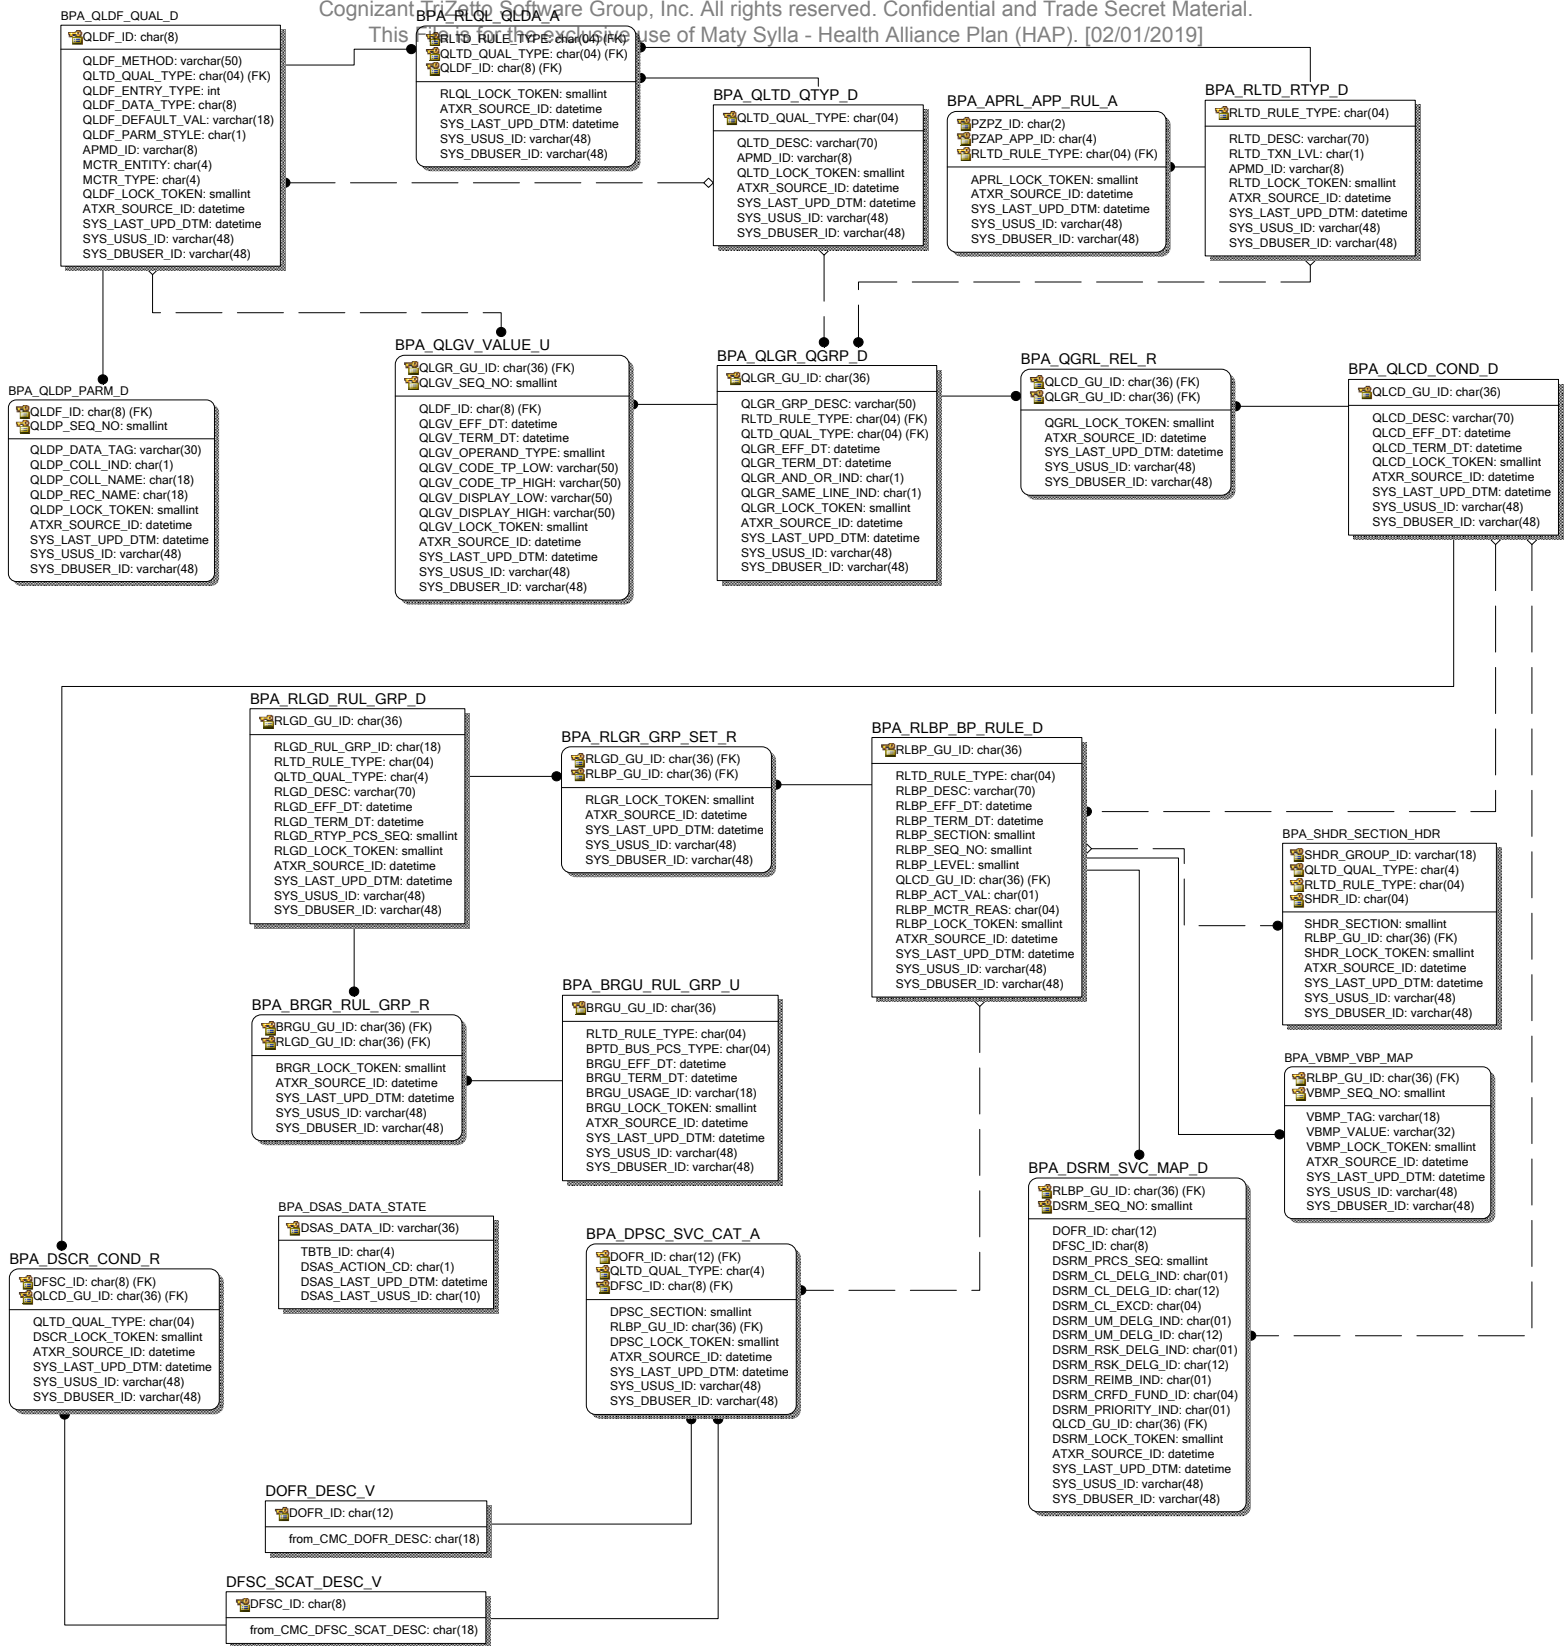 Cognizant TriZetto Software Group, Inc. All rights reserved. Confidential and Trade Secret Material.
This File is for the exclusive use of Maty Sylla - Health Alliance Plan (HAP). [02/01/2019]
BPA_QLDF_QUAL_D
QLDF_ID: char(8)
QLDF_METHOD: varchar(50)
QLTD_QUAL_TYPE: char(04) (FK)
QLDF_ENTRY_TYPE: int
QLDF_DATA_TYPE: char(8)
QLDF_DEFAULT_VAL: varchar(18)
QLDF_PARM_STYLE: char(1)
APMD_ID: varchar(8)
MCTR_ENTITY: char(4)
MCTR_TYPE: char(4)
QLDF_LOCK_TOKEN: smallint
ATXR_SOURCE_ID: datetime
SYS_LAST_UPD_DTM: datetime
SYS_USUS_ID: varchar(48)
SYS_DBUSER_ID: varchar(48)
BPA_RLQL_QLDA_A
RLTD_RULE_TYPE: char(04) (FK)
QLTD_QUAL_TYPE: char(04) (FK)
QLDF_ID: char(8) (FK)
RLQL_LOCK_TOKEN: smallint
ATXR_SOURCE_ID: datetime
SYS_LAST_UPD_DTM: datetime
SYS_USUS_ID: varchar(48)
SYS_DBUSER_ID: varchar(48)
BPA_QLTD_QTYP_D
QLTD_QUAL_TYPE: char(04)
QLTD_DESC: varchar(70)
APMD_ID: varchar(8)
QLTD_LOCK_TOKEN: smallint
ATXR_SOURCE_ID: datetime
SYS_LAST_UPD_DTM: datetime
SYS_USUS_ID: varchar(48)
SYS_DBUSER_ID: varchar(48)
BPA_APRL_APP_RUL_A
PZPZ_ID: char(2)
PZAP_APP_ID: char(4)
RLTD_RULE_TYPE: char(04) (FK)
APRL_LOCK_TOKEN: smallint
ATXR_SOURCE_ID: datetime
SYS_LAST_UPD_DTM: datetime
SYS_USUS_ID: varchar(48)
SYS_DBUSER_ID: varchar(48)
BPA_RLTD_RTYP_D
RLTD_RULE_TYPE: char(04)
RLTD_DESC: varchar(70)
RLTD_TXN_LVL: char(1)
APMD_ID: varchar(8)
RLTD_LOCK_TOKEN: smallint
ATXR_SOURCE_ID: datetime
SYS_LAST_UPD_DTM: datetime
SYS_USUS_ID: varchar(48)
SYS_DBUSER_ID: varchar(48)
BPA_QLDP_PARM_D
QLDF_ID: char(8) (FK)
QLDP_SEQ_NO: smallint
QLDP_DATA_TAG: varchar(30)
QLDP_COLL_IND: char(1)
QLDP_COLL_NAME: char(18)
QLDP_REC_NAME: char(18)
QLDP_LOCK_TOKEN: smallint
ATXR_SOURCE_ID: datetime
SYS_LAST_UPD_DTM: datetime
SYS_USUS_ID: varchar(48)
SYS_DBUSER_ID: varchar(48)
BPA_QLGV_VALUE_U
QLGR_GU_ID: char(36) (FK)
QLGV_SEQ_NO: smallint
QLDF_ID: char(8) (FK)
QLGV_EFF_DT: datetime
QLGV_TERM_DT: datetime
QLGV_OPERAND_TYPE: smallint
QLGV_CODE_TP_LOW: varchar(50)
QLGV_CODE_TP_HIGH: varchar(50)
QLGV_DISPLAY_LOW: varchar(50)
QLGV_DISPLAY_HIGH: varchar(50)
QLGV_LOCK_TOKEN: smallint
ATXR_SOURCE_ID: datetime
SYS_LAST_UPD_DTM: datetime
SYS_USUS_ID: varchar(48)
SYS_DBUSER_ID: varchar(48)
BPA_QLGR_QGRP_D
QLGR_GU_ID: char(36)
QLGR_GRP_DESC: varchar(50)
RLTD_RULE_TYPE: char(04) (FK)
QLTD_QUAL_TYPE: char(04) (FK)
QLGR_EFF_DT: datetime
QLGR_TERM_DT: datetime
QLGR_AND_OR_IND: char(1)
QLGR_SAME_LINE_IND: char(1)
QLGR_LOCK_TOKEN: smallint
ATXR_SOURCE_ID: datetime
SYS_LAST_UPD_DTM: datetime
SYS_USUS_ID: varchar(48)
SYS_DBUSER_ID: varchar(48)
BPA_QGRL_REL_R
QLCD_GU_ID: char(36) (FK)
QLGR_GU_ID: char(36) (FK)
QGRL_LOCK_TOKEN: smallint
ATXR_SOURCE_ID: datetime
SYS_LAST_UPD_DTM: datetime
SYS_USUS_ID: varchar(48)
SYS_DBUSER_ID: varchar(48)
BPA_QLCD_COND_D
QLCD_GU_ID: char(36)
QLCD_DESC: varchar(70)
QLCD_EFF_DT: datetime
QLCD_TERM_DT: datetime
QLCD_LOCK_TOKEN: smallint
ATXR_SOURCE_ID: datetime
SYS_LAST_UPD_DTM: datetime
SYS_USUS_ID: varchar(48)
SYS_DBUSER_ID: varchar(48)
BPA_RLGD_RUL_GRP_D
RLGD_GU_ID: char(36)
RLGD_RUL_GRP_ID: char(18)
RLTD_RULE_TYPE: char(04)
QLTD_QUAL_TYPE: char(4)
RLGD_DESC: varchar(70)
RLGD_EFF_DT: datetime
RLGD_TERM_DT: datetime
RLGD_RTYP_PCS_SEQ: smallint
RLGD_LOCK_TOKEN: smallint
ATXR_SOURCE_ID: datetime
SYS_LAST_UPD_DTM: datetime
SYS_USUS_ID: varchar(48)
SYS_DBUSER_ID: varchar(48)
BPA_RLGR_GRP_SET_R
RLGD_GU_ID: char(36) (FK)
RLBP_GU_ID: char(36) (FK)
RLGR_LOCK_TOKEN: smallint
ATXR_SOURCE_ID: datetime
SYS_LAST_UPD_DTM: datetime
SYS_USUS_ID: varchar(48)
SYS_DBUSER_ID: varchar(48)
BPA_RLBP_BP_RULE_D
RLBP_GU_ID: char(36)
RLTD_RULE_TYPE: char(04)
RLBP_DESC: varchar(70)
RLBP_EFF_DT: datetime
RLBP_TERM_DT: datetime
RLBP_SECTION: smallint
RLBP_SEQ_NO: smallint
RLBP_LEVEL: smallint
QLCD_GU_ID: char(36) (FK)
RLBP_ACT_VAL: char(01)
RLBP_MCTR_REAS: char(04)
RLBP_LOCK_TOKEN: smallint
ATXR_SOURCE_ID: datetime
SYS_LAST_UPD_DTM: datetime
SYS_USUS_ID: varchar(48)
SYS_DBUSER_ID: varchar(48)
BPA_SHDR_SECTION_HDR
SHDR_GROUP_ID: varchar(18)
QLTD_QUAL_TYPE: char(4)
RLTD_RULE_TYPE: char(04)
SHDR_ID: char(04)
SHDR_SECTION: smallint
RLBP_GU_ID: char(36) (FK)
SHDR_LOCK_TOKEN: smallint
ATXR_SOURCE_ID: datetime
SYS_LAST_UPD_DTM: datetime
SYS_USUS_ID: varchar(48)
SYS_DBUSER_ID: varchar(48)
BPA_BRGR_RUL_GRP_R
BRGU_GU_ID: char(36) (FK)
RLGD_GU_ID: char(36) (FK)
BRGR_LOCK_TOKEN: smallint
ATXR_SOURCE_ID: datetime
SYS_LAST_UPD_DTM: datetime
SYS_USUS_ID: varchar(48)
SYS_DBUSER_ID: varchar(48)
BPA_BRGU_RUL_GRP_U
BRGU_GU_ID: char(36)
RLTD_RULE_TYPE: char(04)
BPTD_BUS_PCS_TYPE: char(04)
BRGU_EFF_DT: datetime
BRGU_TERM_DT: datetime
BRGU_USAGE_ID: varchar(18)
BRGU_LOCK_TOKEN: smallint
ATXR_SOURCE_ID: datetime
SYS_LAST_UPD_DTM: datetime
SYS_USUS_ID: varchar(48)
SYS_DBUSER_ID: varchar(48)
BPA_VBMP_VBP_MAP
RLBP_GU_ID: char(36) (FK)
VBMP_SEQ_NO: smallint
VBMP_TAG: varchar(18)
VBMP_VALUE: varchar(32)
VBMP_LOCK_TOKEN: smallint
ATXR_SOURCE_ID: datetime
SYS_LAST_UPD_DTM: datetime
SYS_USUS_ID: varchar(48)
SYS_DBUSER_ID: varchar(48)
BPA_DSRM_SVC_MAP_D
RLBP_GU_ID: char(36) (FK)
DSRM_SEQ_NO: smallint
DOFR_ID: char(12)
DFSC_ID: char(8)
DSRM_PRCS_SEQ: smallint
DSRM_CL_DELG_IND: char(01)
DSRM_CL_DELG_ID: char(12)
DSRM_CL_EXCD: char(04)
DSRM_UM_DELG_IND: char(01)
DSRM_UM_DELG_ID: char(12)
DSRM_RSK_DELG_IND: char(01)
DSRM_RSK_DELG_ID: char(12)
DSRM_REIMB_IND: char(01)
DSRM_CRFD_FUND_ID: char(04)
DSRM_PRIORITY_IND: char(01)
QLCD_GU_ID: char(36) (FK)
DSRM_LOCK_TOKEN: smallint
ATXR_SOURCE_ID: datetime
SYS_LAST_UPD_DTM: datetime
SYS_USUS_ID: varchar(48)
SYS_DBUSER_ID: varchar(48)
BPA_DSAS_DATA_STATE
DSAS_DATA_ID: varchar(36)
TBTB_ID: char(4)
DSAS_ACTION_CD: char(1)
DSAS_LAST_UPD_DTM: datetime
DSAS_LAST_USUS_ID: char(10)
BPA_DPSC_SVC_CAT_A
DOFR_ID: char(12) (FK)
QLTD_QUAL_TYPE: char(4)
DFSC_ID: char(8) (FK)
DPSC_SECTION: smallint
RLBP_GU_ID: char(36) (FK)
DPSC_LOCK_TOKEN: smallint
ATXR_SOURCE_ID: datetime
SYS_LAST_UPD_DTM: datetime
SYS_USUS_ID: varchar(48)
SYS_DBUSER_ID: varchar(48)
BPA_DSCR_COND_R
DFSC_ID: char(8) (FK)
QLCD_GU_ID: char(36) (FK)
QLTD_QUAL_TYPE: char(04)
DSCR_LOCK_TOKEN: smallint
ATXR_SOURCE_ID: datetime
SYS_LAST_UPD_DTM: datetime
SYS_USUS_ID: varchar(48)
SYS_DBUSER_ID: varchar(48)
DOFR_DESC_V
DOFR_ID: char(12)
from_CMC_DOFR_DESC: char(18)
DFSC_SCAT_DESC_V
DFSC_ID: char(8)
from_CMC_DFSC_SCAT_DESC: char(18)